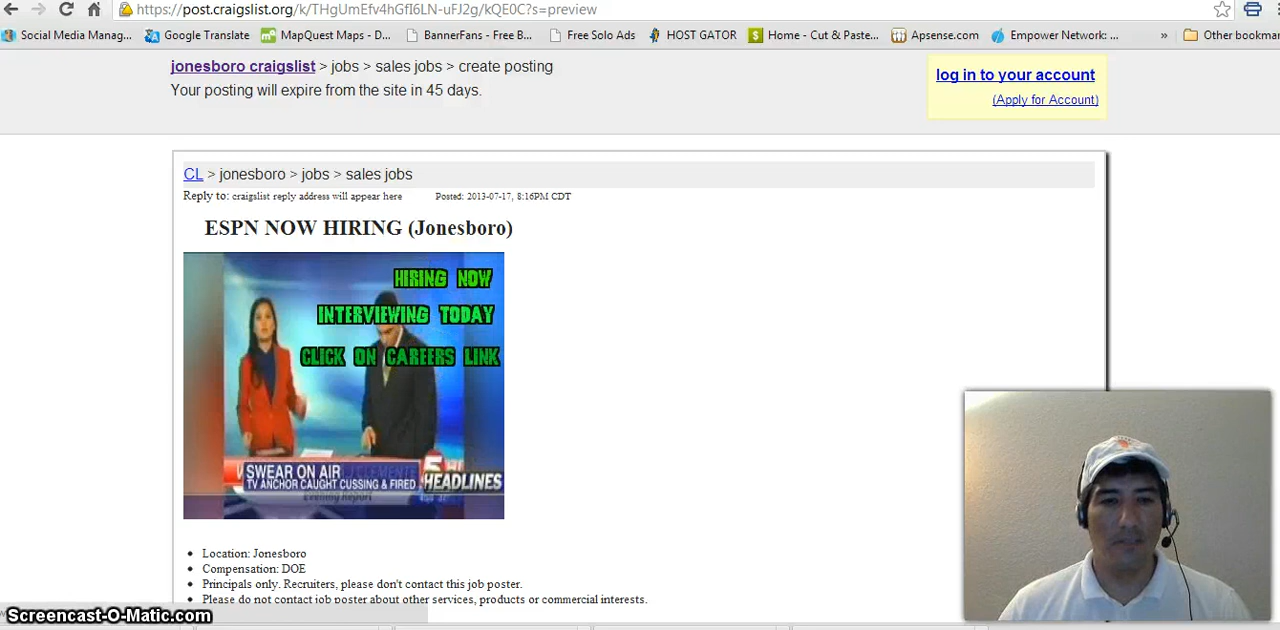 https://post.craigslist.org/k/THgUmEfv4hGfI6LN-uFJ2g/kQE0C?s=preview
Social Media Manag... Google Translate MapQuest Maps - D... BannerFans - Free B... Free Solo Ads HOST GATOR Home - Cut & Paste... Apsense.com Empower Network: ... » Other bookmar
jonesboro craigslist > jobs > sales jobs > create posting
Your posting will expire from the site in 45 days.
log in to your account
(Apply for Account)
CL > jonesboro > jobs > sales jobs
Reply to: craigslist reply address will appear here Posted: 2013-07-17, 8:16PM CDT
ESPN NOW HIRING (Jonesboro)
HIRING NOW
INTERVIEWING TODAY
CLICK ON CAREERS LINK
SWEAR ON AIR
TV ANCHOR CAUGHT CUSSING & FIRED
5
HEADLINES
Evening Report
• Location: Jonesboro
• Compensation: DOE
• Principals only. Recruiters, please don't contact this job poster.
• Please do not contact job poster about other services, products or commercial interests.
Screencast-O-Matic.com